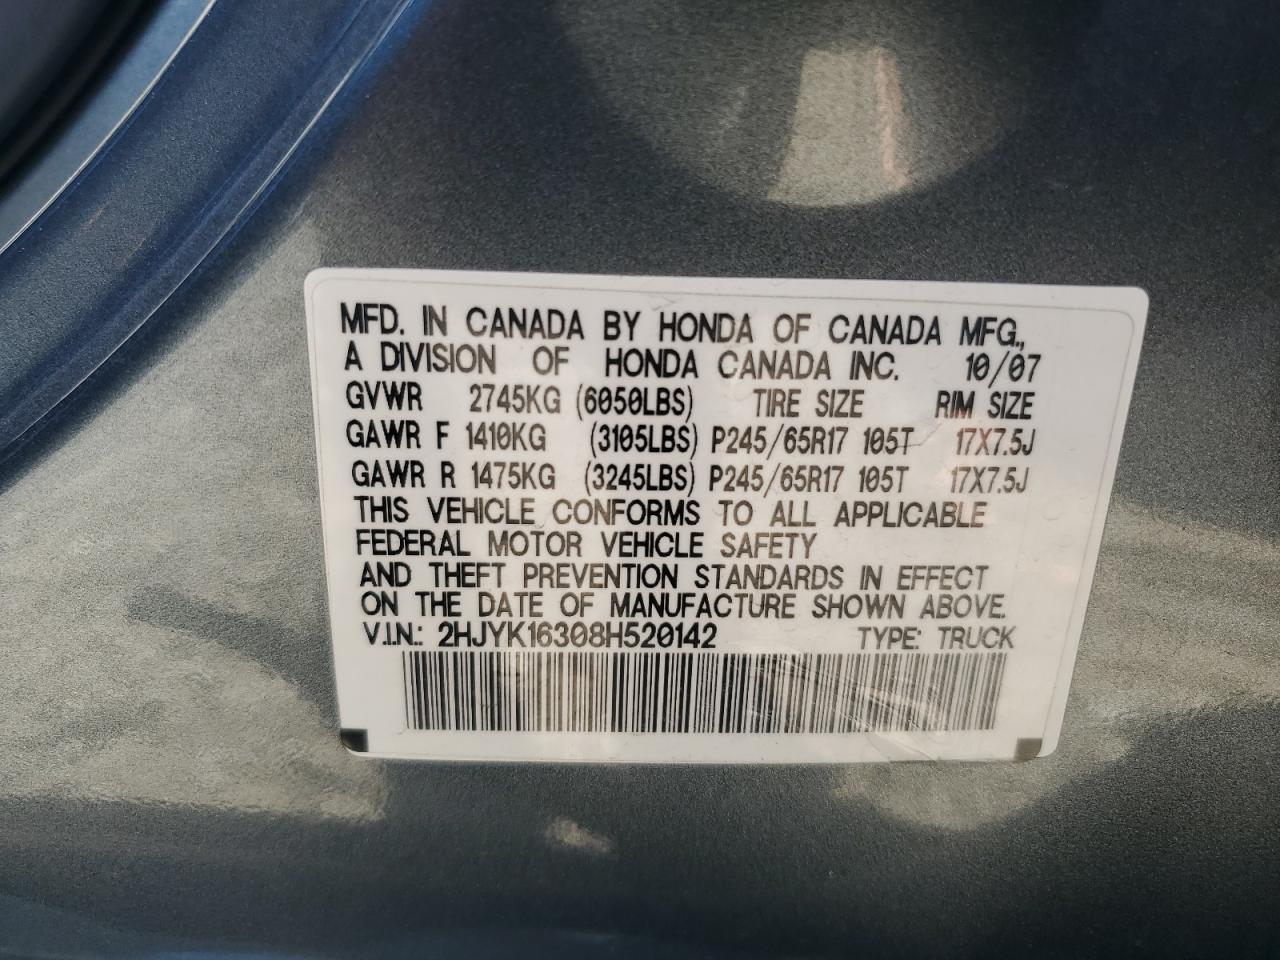 MFD. IN CANADA BY HONDA OF CANADA MFG.,
A DIVISION OF HONDA CANADA INC. 10/07
GVWR 2745KG (6050LBS) TIRE SIZE RIM SIZE
GAWR F 1410KG (3105LBS) P245/65R17 105T 17X7.5J
GAWR R 1475KG (3245LBS) P245/65R17 105T 17X7.5J
THIS VEHICLE CONFORMS TO ALL APPLICABLE
FEDERAL MOTOR VEHICLE SAFETY
AND THEFT PREVENTION STANDARDS IN EFFECT
ON THE DATE OF MANUFACTURE SHOWN ABOVE.
V.I.N.: 2HJYK16308H520142 TYPE: TRUCK